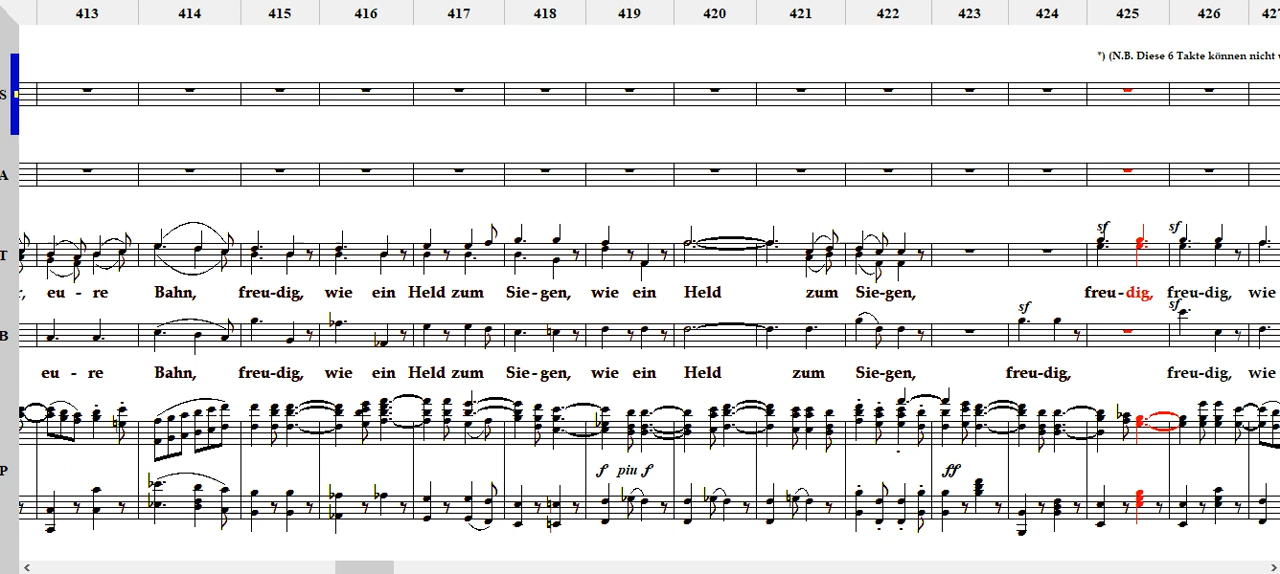 413 414 415 416 417 418 419 420 421 422 423 424 425 426 427
*) (N.B. Diese 6 Takte können nicht
S
A
sf sf
T
eu - re Bahn, freu-dig, wie ein Held zum Sie-gen, wie ein Held zum Sie-gen, freu-dig, freu-dig, wie
sf sf
B
eu - re Bahn, freu-dig, wie ein Held zum Sie-gen, wie ein Held zum Sie-gen, freu-dig, freu-dig, wie
P
f piu f ff